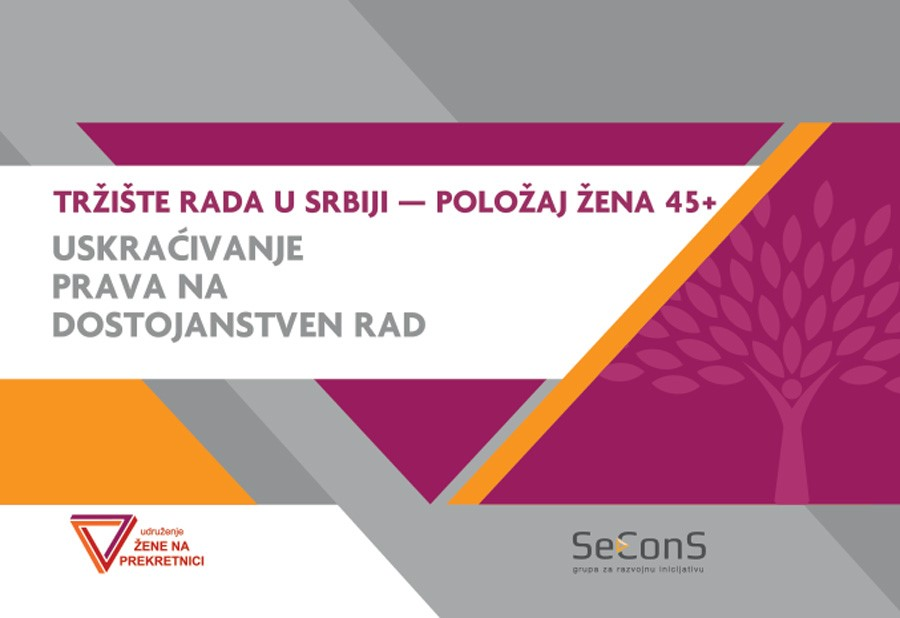 TRŽIŠTE RADA U SRBIJI — POLOŽAJ ŽENA 45+
USKRAĆIVANJE
PRAVA NA
DOSTOJANSTVEN RAD
udruženje
ŽENE NA
PREKRETNICI
SeConS
grupa za razvojnu inicijativu